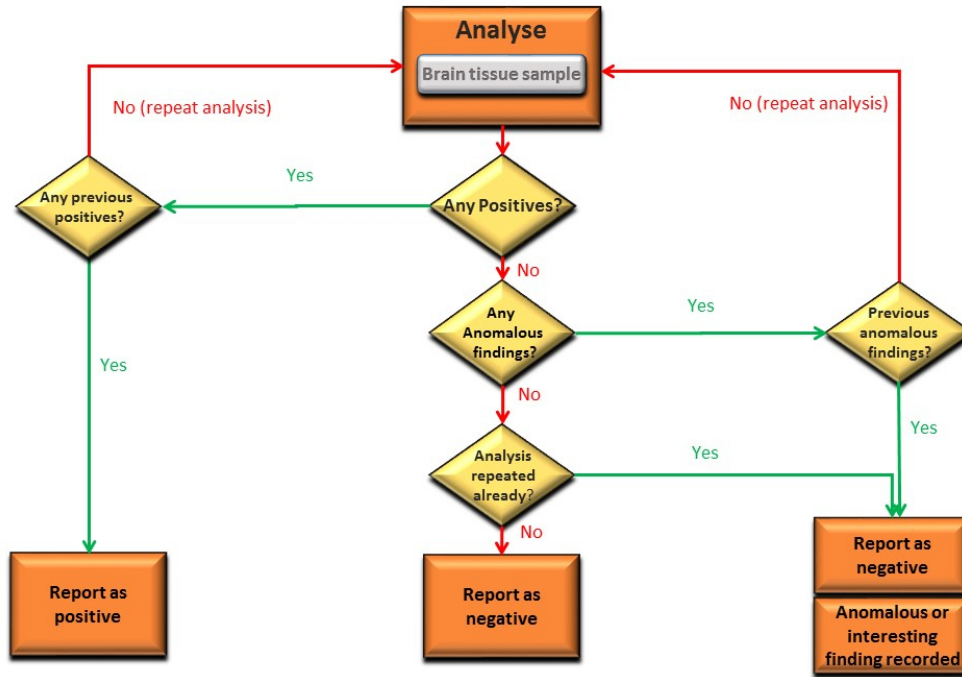 Analyse
Brain tissue sample
No (repeat analysis)
No (repeat analysis)
Any previous
positives?
Yes
Any Positives?
No
Any
Anomalous
findings?
Yes
Previous
anomalous
findings?
Yes
No
Yes
Analysis
repeated
already?
Yes
No
Report as
positive
Report as
negative
Report as
negative
Anomalous or
interesting
finding recorded